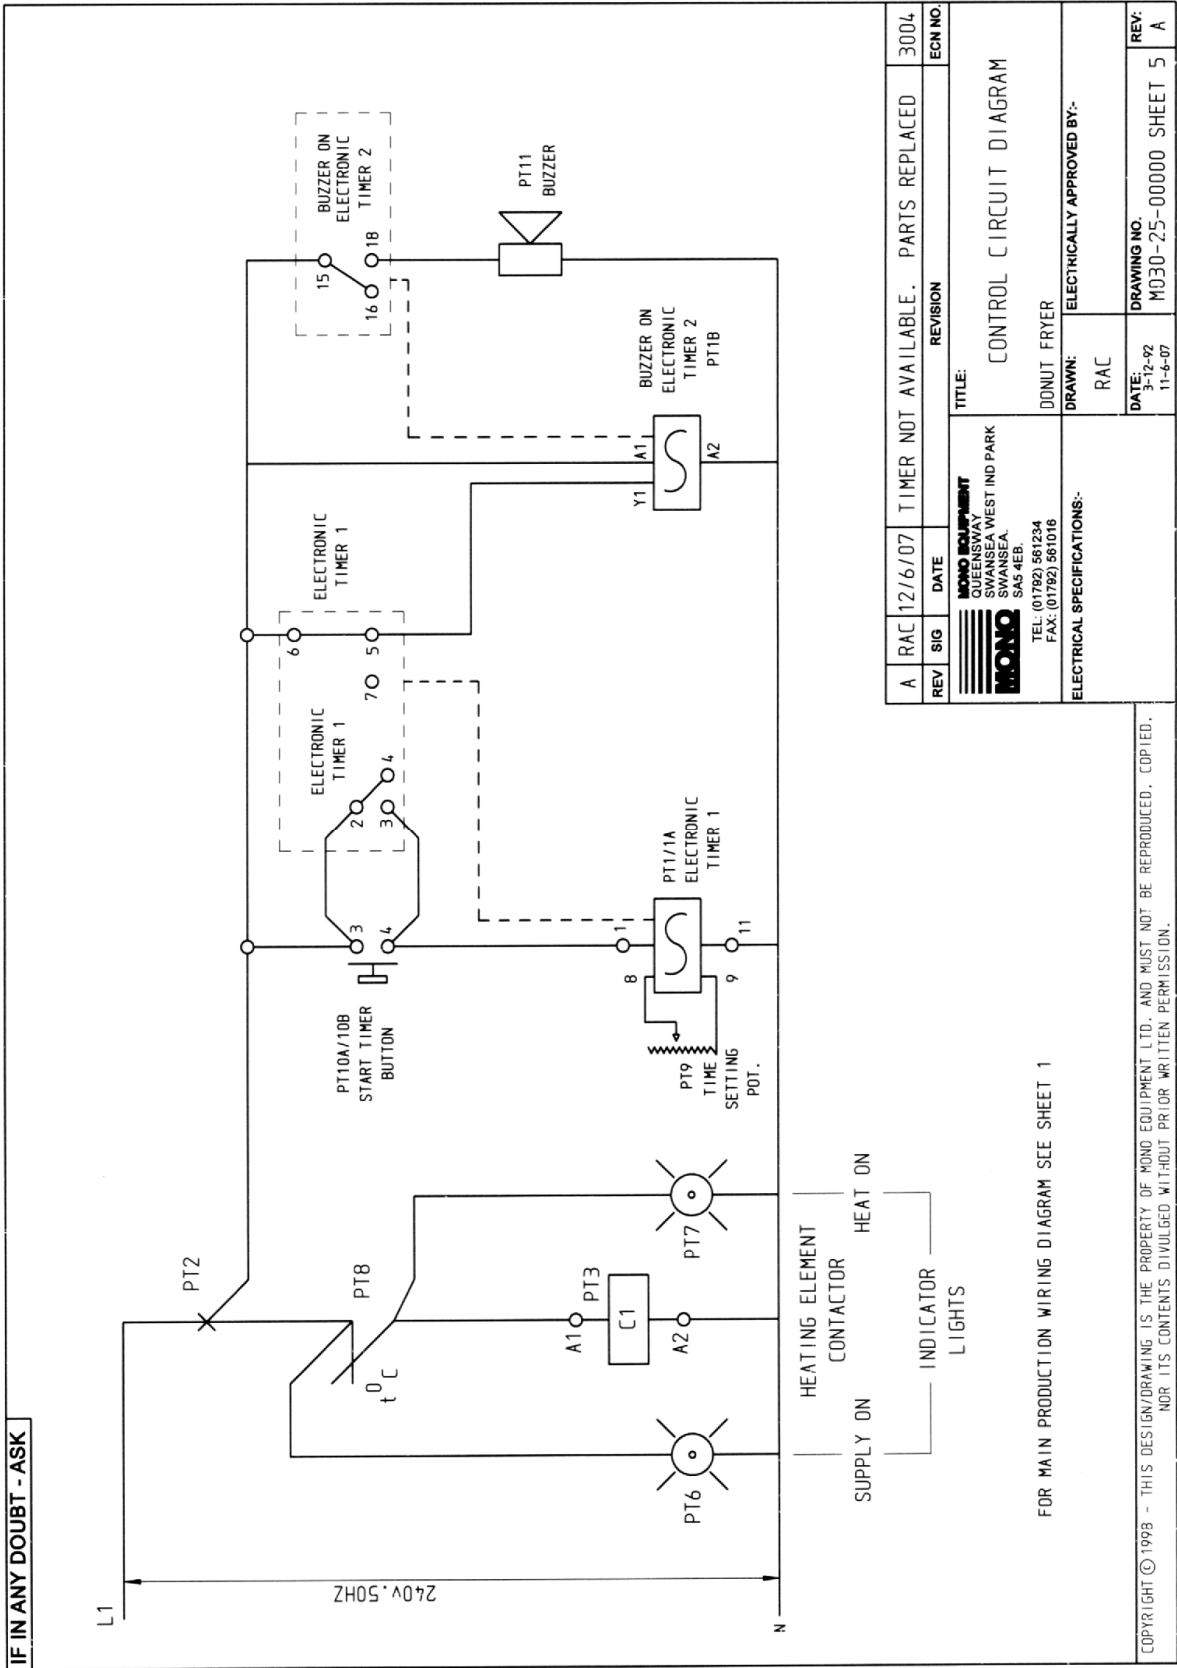 IF IN ANY DOUBT - ASK
L1
240v.50HZ
N
PT2
PT8
t°C
PT6
A1
PT3
C1
A2
PT7
SUPPLY ON
HEATING ELEMENT
CONTACTOR
HEAT ON
INDICATOR
LIGHTS
PT10A/10B
START TIMER
BUTTON
3
4
ELECTRONIC
TIMER 1
2
3
4
7
6
5
ELECTRONIC
TIMER 1
PT9
TIME
SETTING
POT.
8
9
1
11
PT1/1A
ELECTRONIC
TIMER 1
Y1
A1
A2
BUZZER ON
ELECTRONIC
TIMER 2
PT1B
BUZZER ON
ELECTRONIC
TIMER 2
15
16
18
PT11
BUZZER
FOR MAIN PRODUCTION WIRING DIAGRAM SEE SHEET 1
A RAC 12/6/07 TIMER NOT AVAILABLE. PARTS REPLACED 3004
REV SIG DATE REVISION ECN NO.
MONO
MONO EQUIPMENT
QUEENSWAY
SWANSEA WEST IND PARK
SWANSEA.
SA5 4EB.
TEL: (01792) 561234
FAX: (01792) 561016
TITLE:
CONTROL CIRCUIT DIAGRAM
DONUT FRYER
ELECTRICAL SPECIFICATIONS:-
DRAWN:
RAC
ELECTRICALLY APPROVED BY:-
DATE:
3-12-92
11-6-07
DRAWING NO.
M030-25-00000 SHEET 5
REV:
A
COPYRIGHT © 1998 - THIS DESIGN/DRAWING IS THE PROPERTY OF MONO EQUIPMENT LTD. AND MUST NOT BE REPRODUCED, COPIED,
NOR ITS CONTENTS DIVULGED WITHOUT PRIOR WRITTEN PERMISSION.